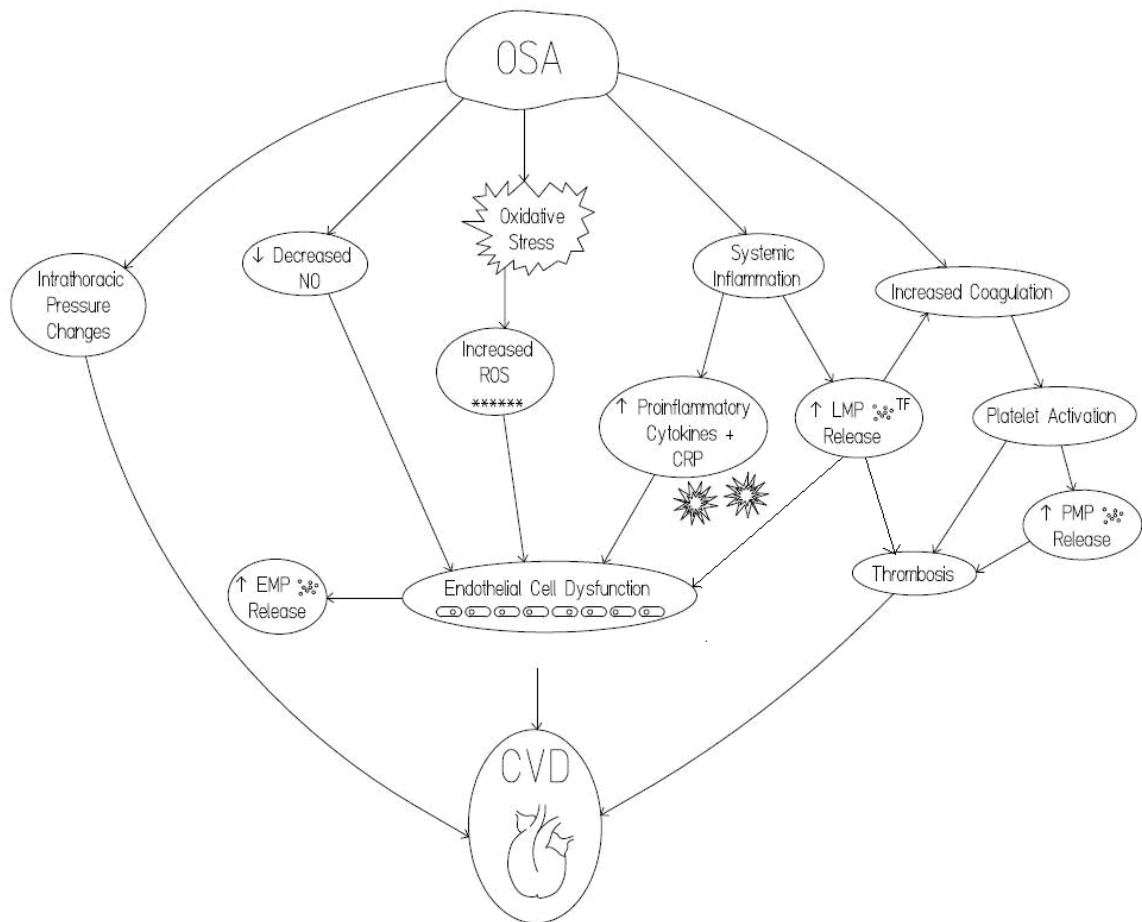 OSA
Oxidative
Stress
↓ Decreased
NO
Systemic
Inflammation
Intrathoracic
Pressure
Changes
Increased Coagulation
Increased
ROS
******
↑ Proinflammatory
Cytokines +
CRP
↑ LMP TF
Release
Platelet Activation
↑ PMP
Release
Thrombosis
↑ EMP
Release
Endothelial Cell Dysfunction
CVD